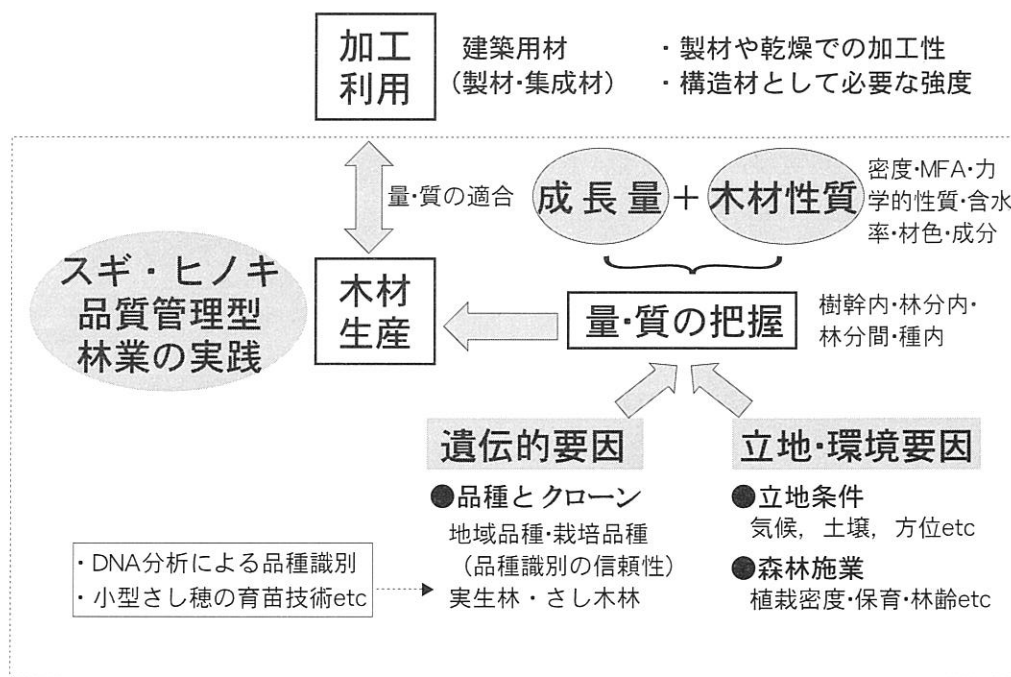 加工
利用
建築用材
(製材・集成材)
・製材や乾燥での加工性
・構造材として必要な強度
量・質の適合
成長量
+
木材性質
密度・MFA・力
学的性質・含水
率・材色・成分
スギ・ヒノキ
品質管理型
林業の実践
木材
生産
量・質の把握
樹幹内・林分内・
林分間・種内
遺伝的要因
●品種とクローン
地域品種・栽培品種
(品種識別の信頼性)
実生林・さし木林
・DNA分析による品種識別
・小型さし穂の育苗技術etc
立地・環境要因
●立地条件
気候，土壌，方位etc
●森林施業
植栽密度・保育・林齢etc